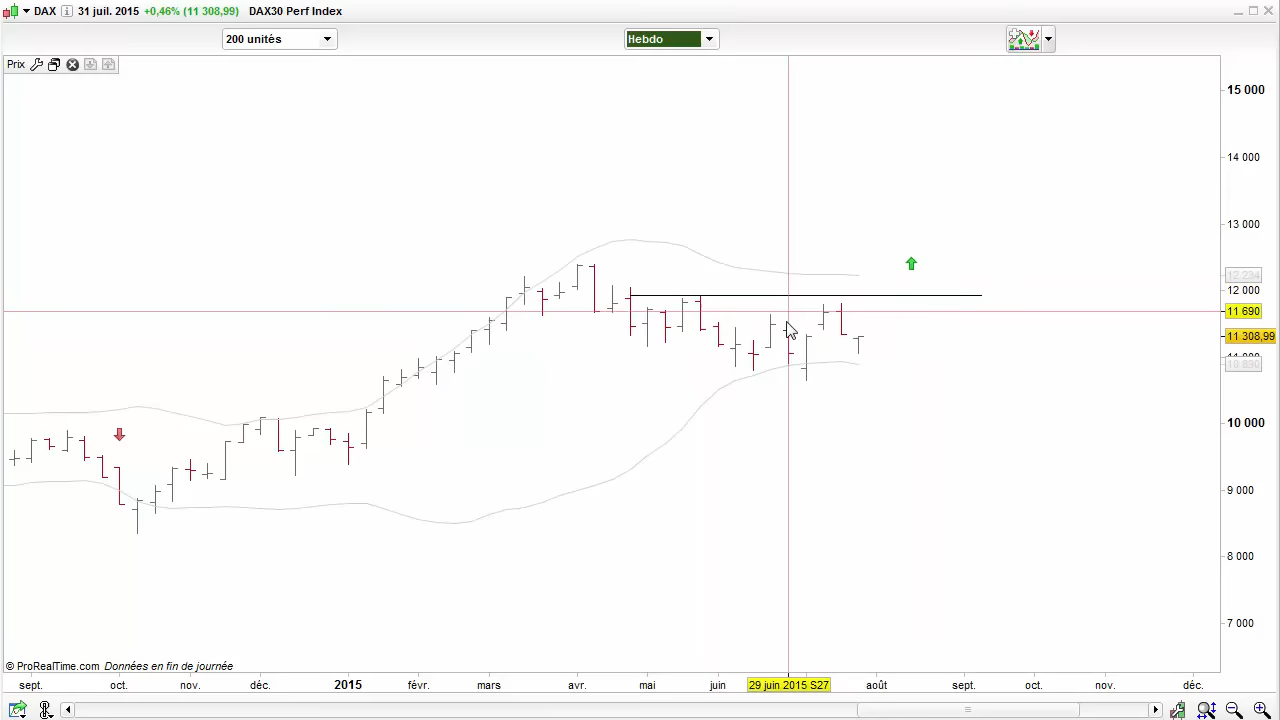 DAX 31 juil. 2015 +0,46% (11 308,99) DAX30 Perf Index
200 unités Hebdo
Prix
15 000
14 000
13 000
12 234
12 000
11 690
11 308,99
11 000
10 890
10 000
9 000
8 000
7 000
© ProRealTime.com Données en fin de journée
sept. oct. nov. déc. 2015 févr. mars avr. mai juin 29 juin 2015 S27 août sept. oct. nov. déc.